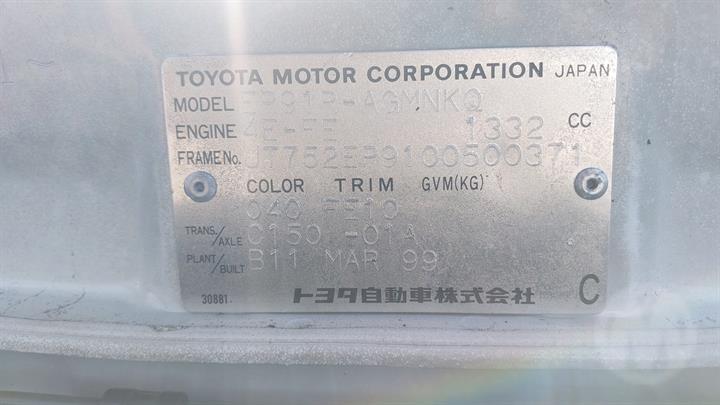 TOYOTA MOTOR CORPORATION JAPAN
MODEL EP91R-AGMNKQ
ENGINE 4E-FE 1332 CC
FRAME No. JT752EP9100500371
COLOR TRIM GVM(KG)
040 FE10
TRANS./AXLE C150 -01A
PLANT/BUILT B11 MAR 99
30881. トヨタ自動車株式会社 C